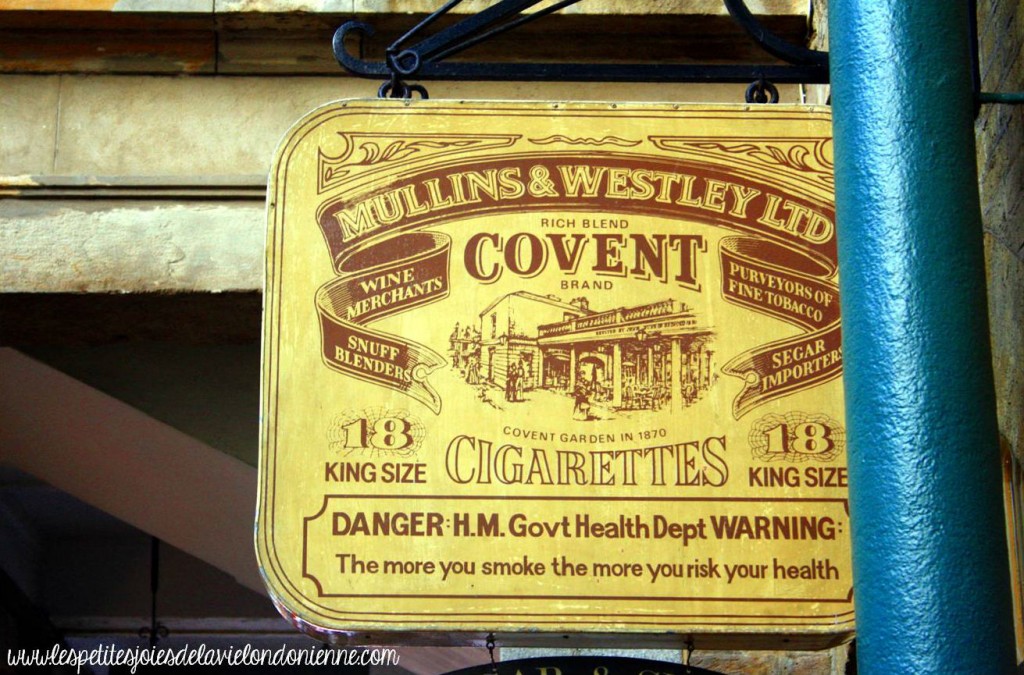 MULLINS & WESTLEY LTD
RICH BLEND
COVENT
BRAND
WINE
MERCHANTS
SNUFF
BLENDERS
PURVEYORS OF
FINE TOBACCO
SEGAR
IMPORTERS
COVENT GARDEN IN 1870
18
KING SIZE
CIGARETTES
18
KING SIZE
DANGER: H.M. Govt Health Dept WARNING:
The more you smoke the more you risk your health
www.lespetitesjoiesdelavielondonienne.com